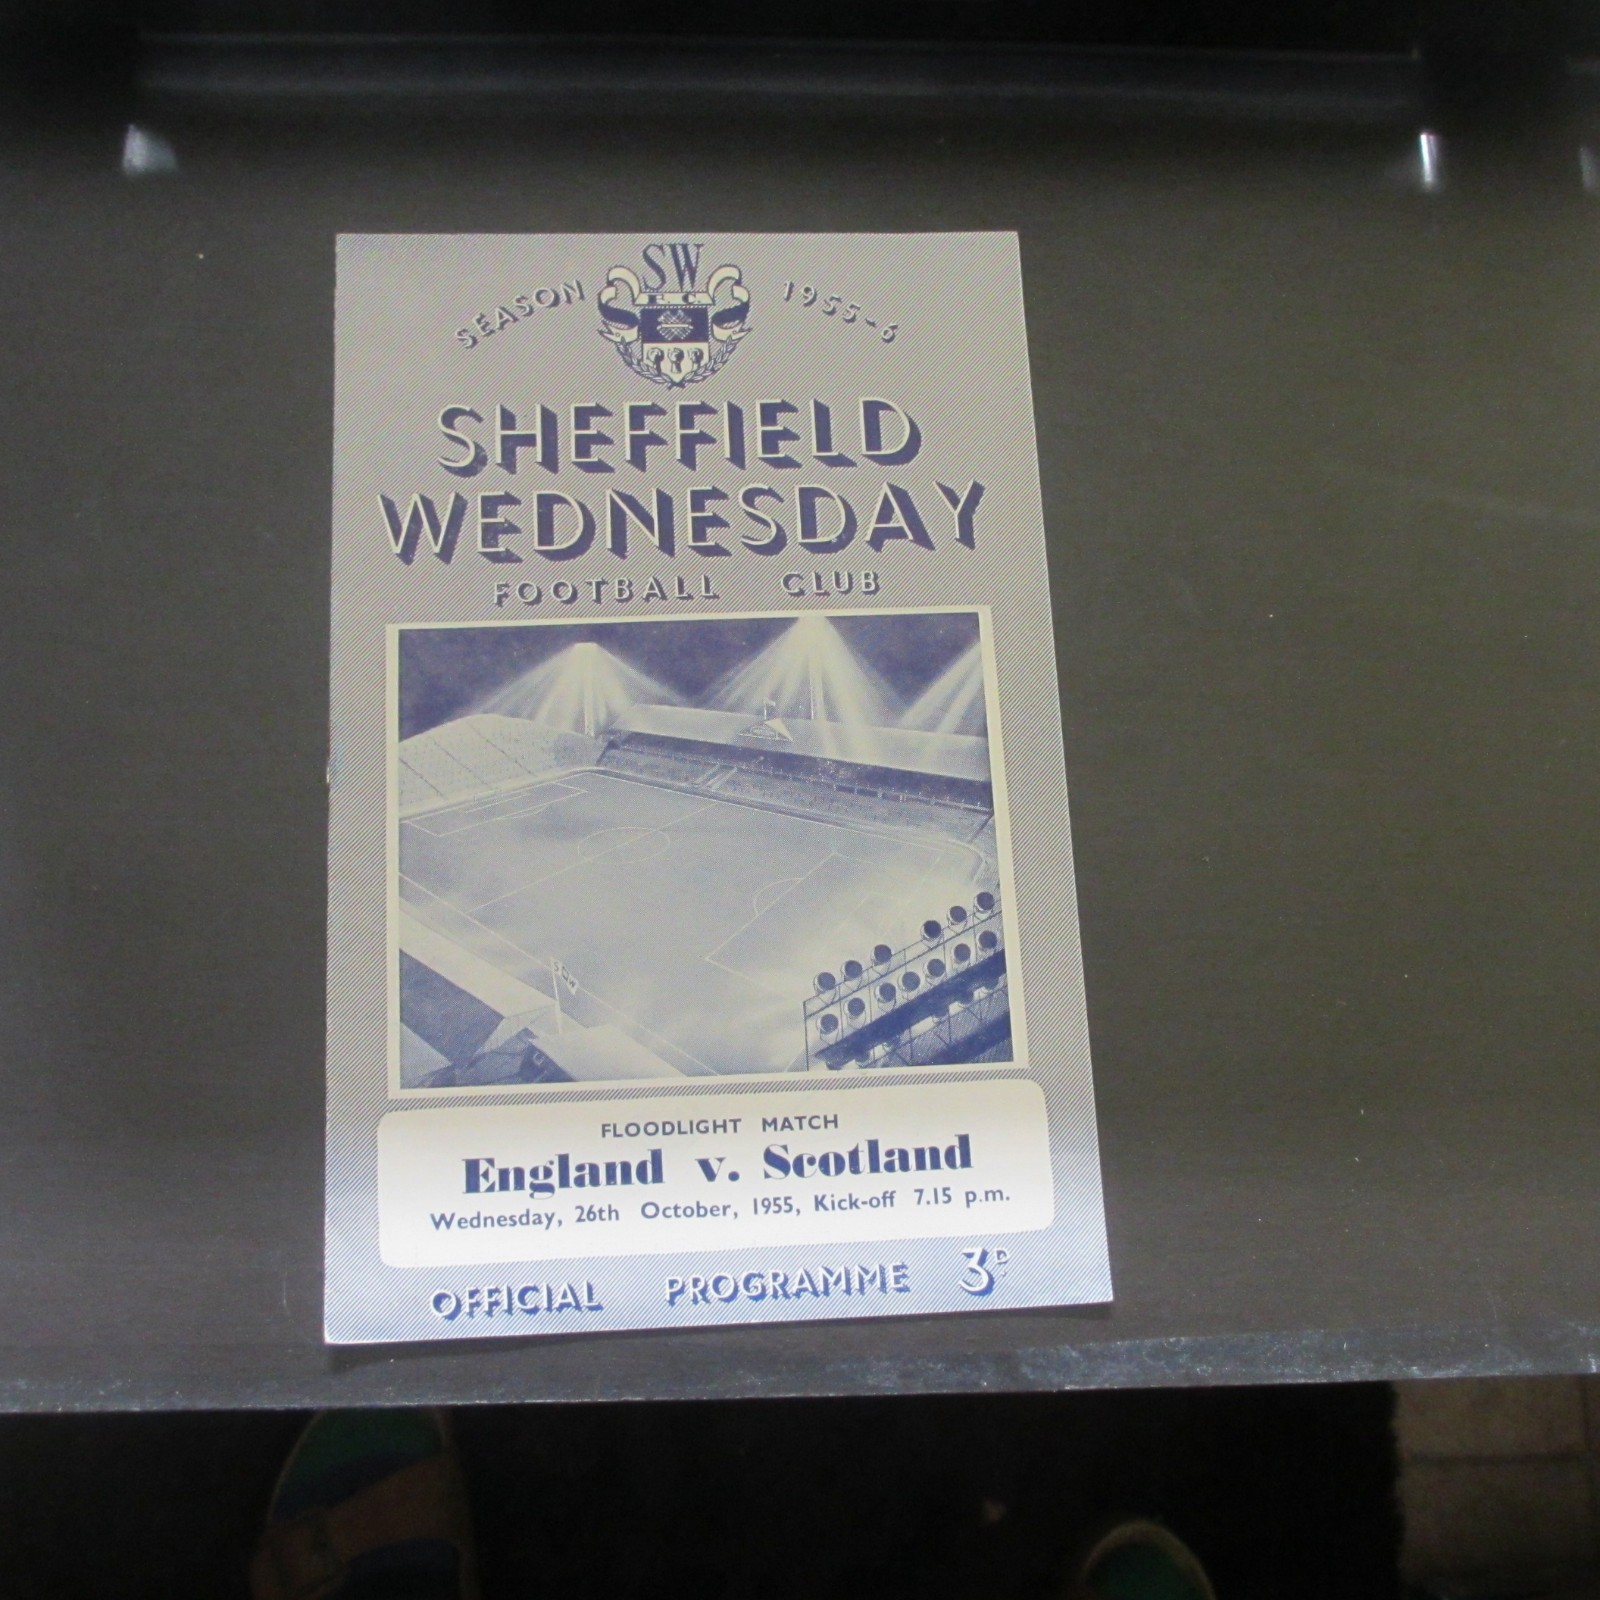 SW
F. C.
SEASON 1955-6
SHEFFIELD
WEDNESDAY
FOOTBALL CLUB
SW
FLOODLIGHT MATCH
England v. Scotland
Wednesday, 26th October, 1955, Kick-off 7.15 p.m.
OFFICIAL PROGRAMME 3D.